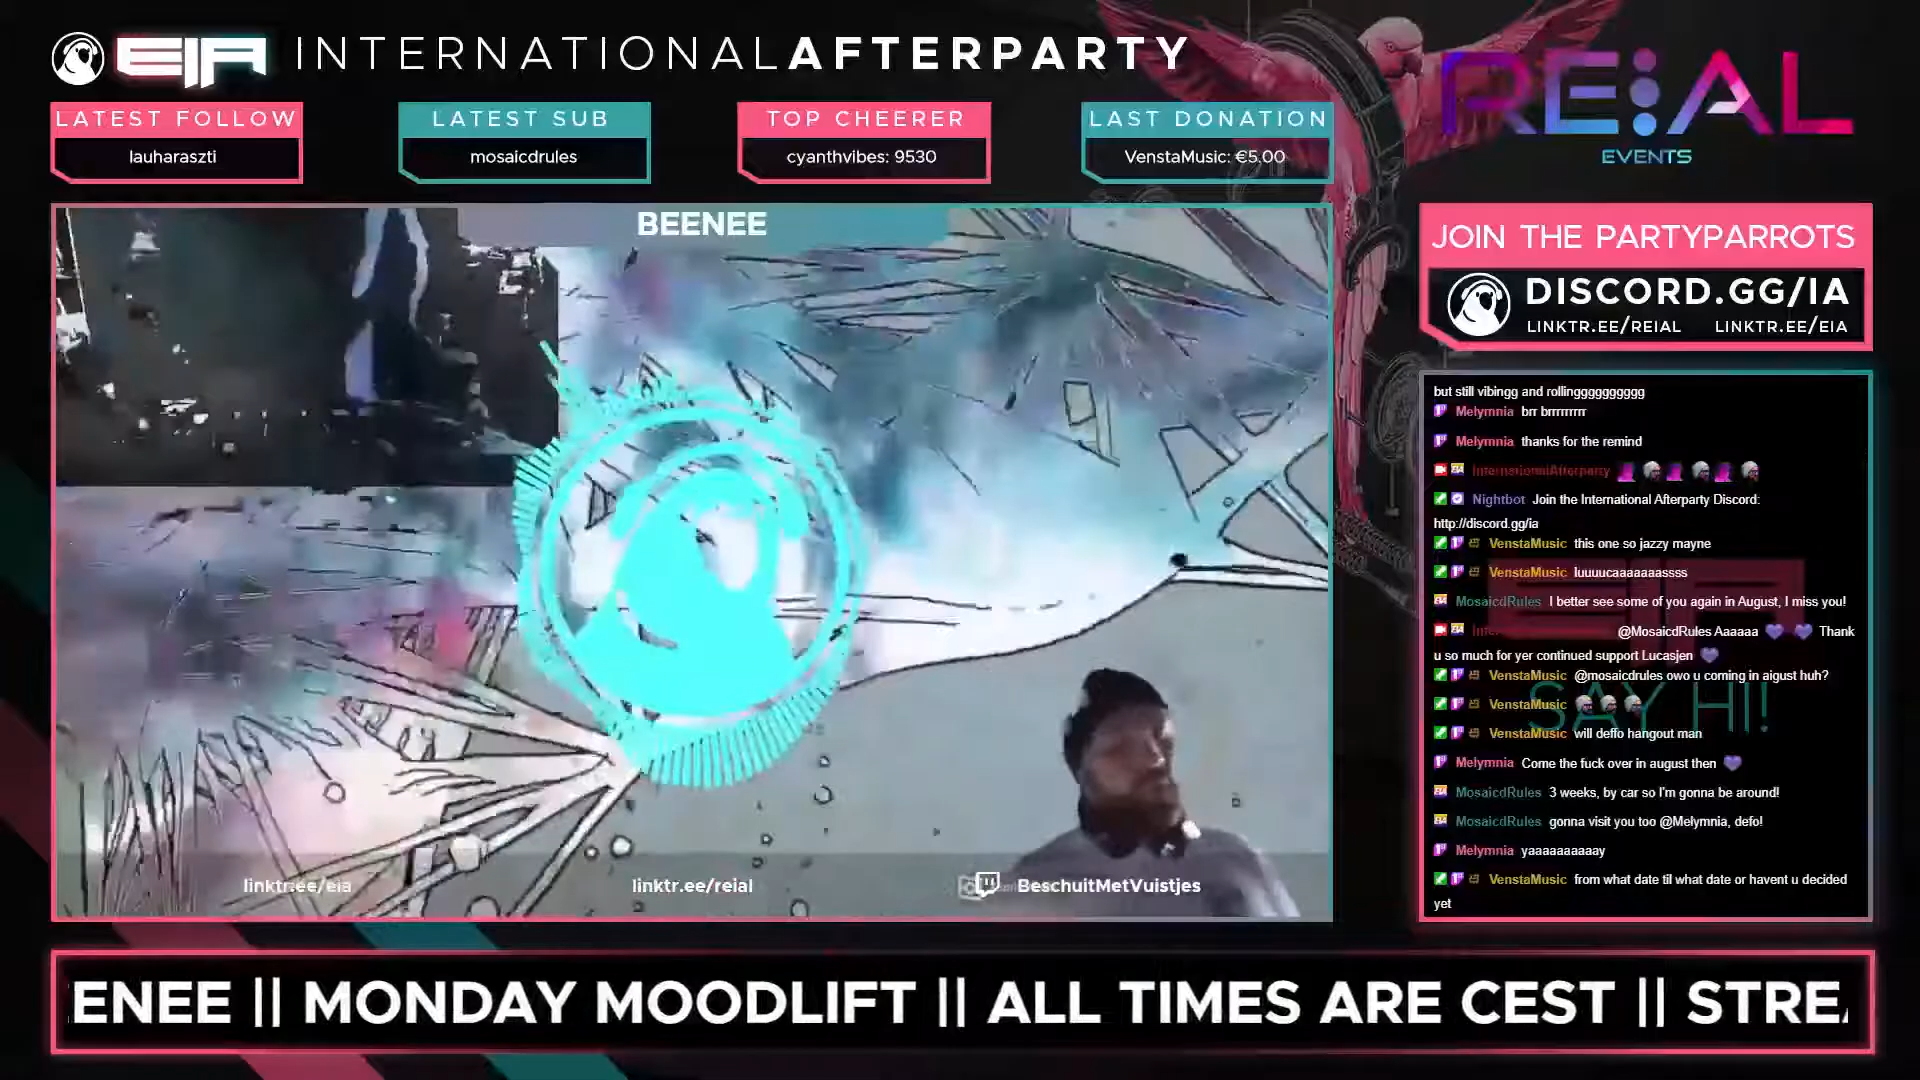 EIA INTERNATIONALAFTERPARTY
RE:AL
EVENTS
LATEST FOLLOW
lauharaszti
LATEST SUB
mosaicdrules
TOP CHEERER
cyanthvibes: 9530
LAST DONATION
VenstaMusic: €5.00
BEENEE
linktr.ee/eia
linktr.ee/reial
BeschuitMetVuistjes
JOIN THE PARTYPARROTS
DISCORD.GG/IA
LINKTR.EE/REIAL LINKTR.EE/EIA
but still vibingg and rollingggggggggg
Melymnia brr brrrrrrrr
Melymnia thanks for the remind
InternationalAfterparty
Nightbot Join the International Afterparty Discord:
http://discord.gg/ia
VenstaMusic this one so jazzy mayne
VenstaMusic luuuucaaaaaaassss
MosaicdRules I better see some of you again in August, I miss you!
@MosaicdRules Aaaaaa Thank
u so much for yer continued support Lucasjen
VenstaMusic @mosaicdrules owo u coming in aigust huh?
VenstaMusic
SAY HI!
VenstaMusic will deffo hangout man
Melymnia Come the fuck over in august then
MosaicdRules 3 weeks, by car so I'm gonna be around!
MosaicdRules gonna visit you too @Melymnia, defo!
Melymnia yaaaaaaaaaay
VenstaMusic from what date til what date or havent u decided
yet
ENEE || MONDAY MOODLIFT || ALL TIMES ARE CEST || STREA